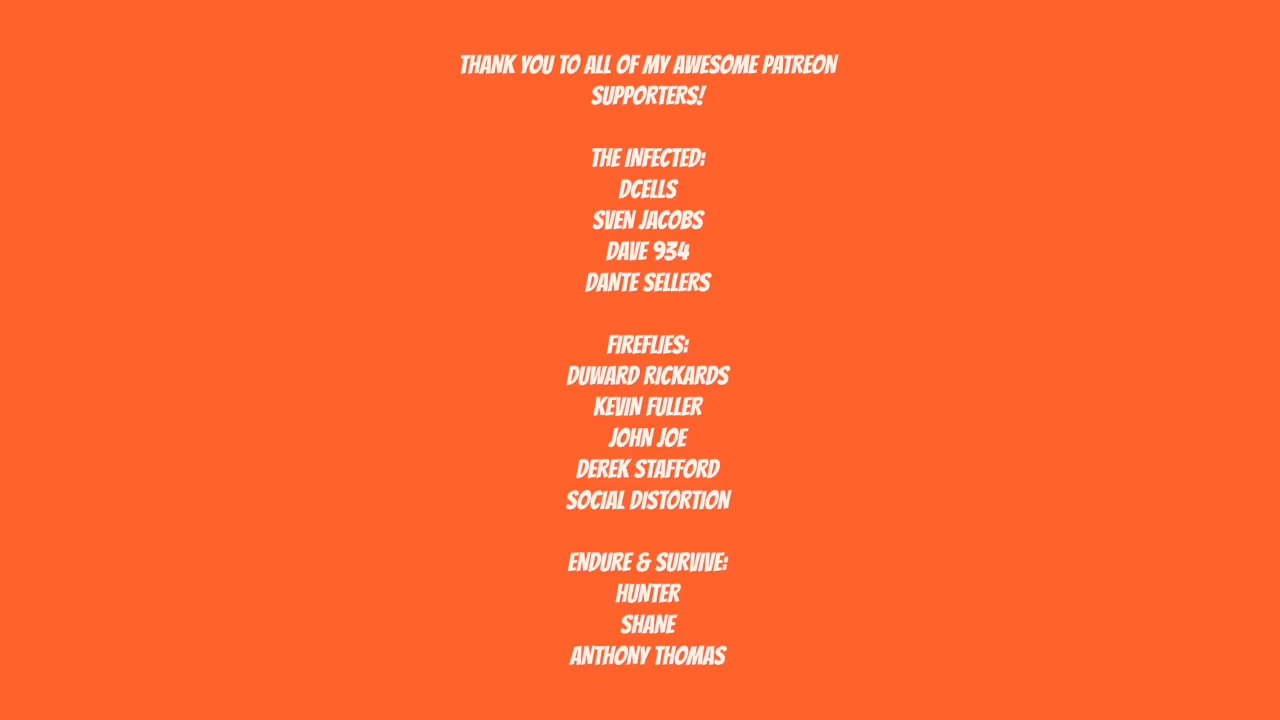 THANK YOU TO ALL OF MY AWESOME PATREON
SUPPORTERS!
THE INFECTED:
DCELLS
SVEN JACOBS
DAVE 934
DANTE SELLERS
FIREFLIES:
DUWARD RICKARDS
KEVIN FULLER
JOHN JOE
DEREK STAFFORD
SOCIAL DISTORTION
ENDURE & SURVIVE:
HUNTER
SHANE
ANTHONY THOMAS